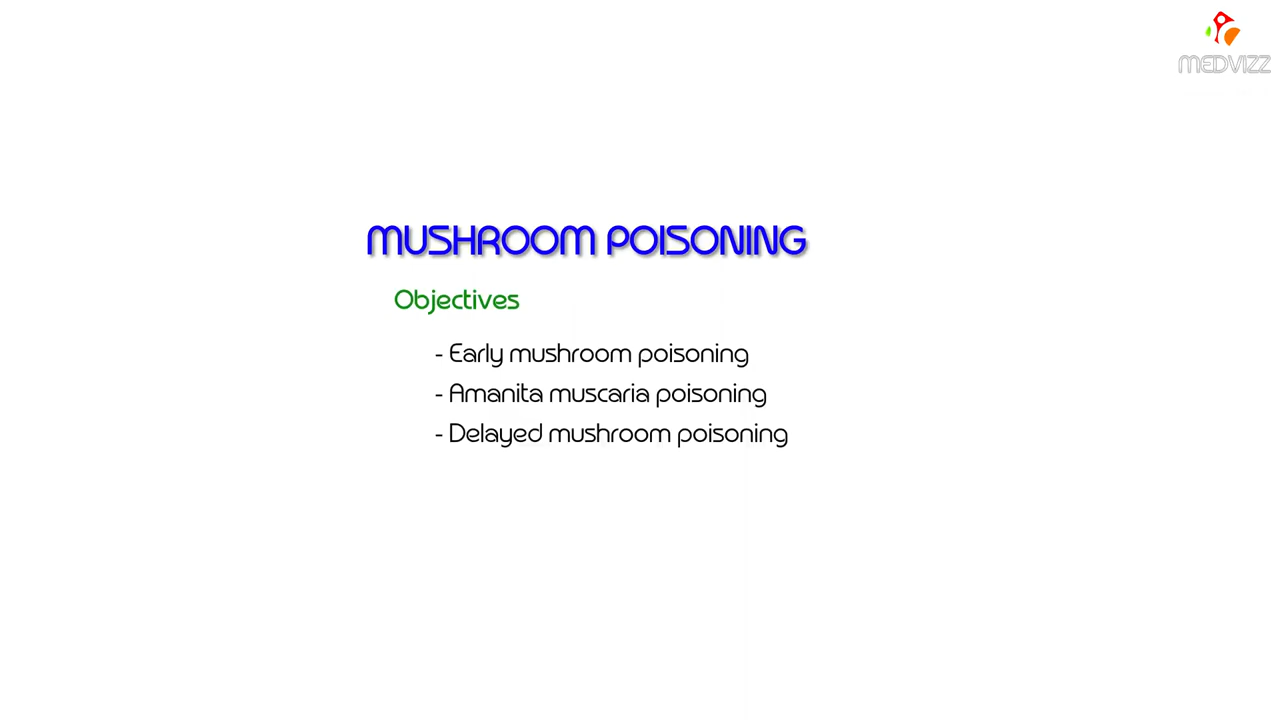 MEDVIZZ
MUSHROOM POISONING
Objectives
- Early mushroom poisoning
- Amanita muscaria poisoning
- Delayed mushroom poisoning